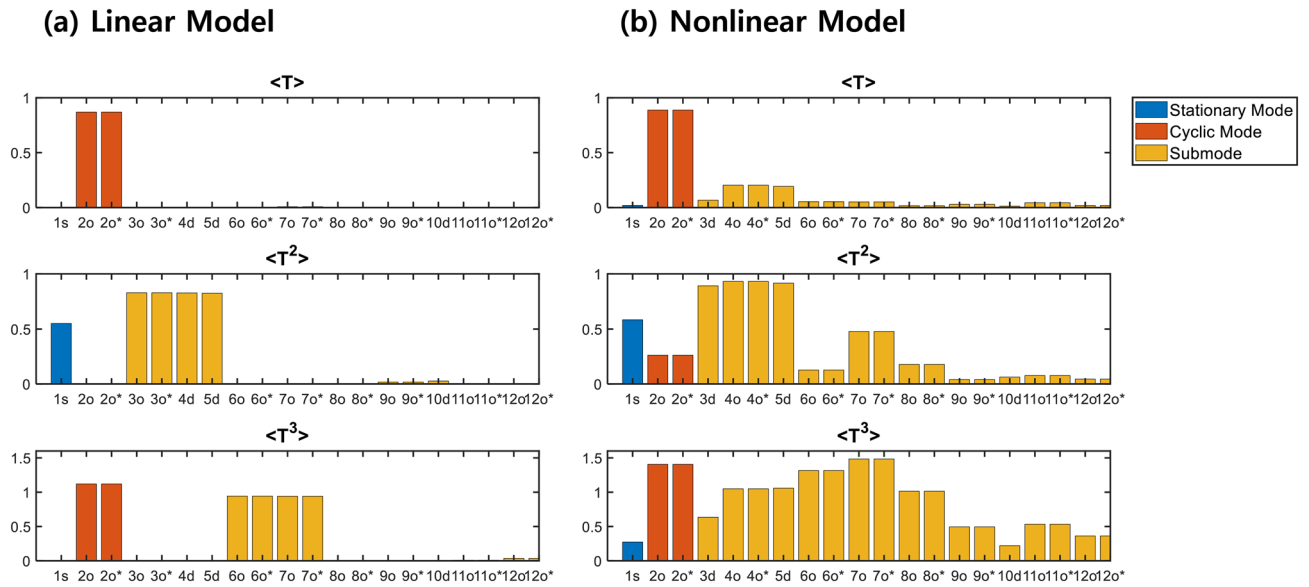 (a) Linear Model
<T>
1
0.5
0
1s 2o 2o* 3o 3o* 4d 5d 6o 6o* 7o 7o* 8o 8o* 9o 9o* 10d 11o 11o* 12o 12o*
<T²>
1
0.5
0
1s 2o 2o* 3o 3o* 4d 5d 6o 6o* 7o 7o* 8o 8o* 9o 9o* 10d 11o 11o* 12o 12o*
<T³>
1.5
1
0.5
0
1s 2o 2o* 3o 3o* 4d 5d 6o 6o* 7o 7o* 8o 8o* 9o 9o* 10d 11o 11o* 12o 12o*
(b) Nonlinear Model
<T>
1
0.5
0
1s 2o 2o* 3d 4o 4o* 5d 6o 6o* 7o 7o* 8o 8o* 9o 9o* 10d 11o 11o* 12o 12o*
<T²>
1
0.5
0
1s 2o 2o* 3d 4o 4o* 5d 6o 6o* 7o 7o* 8o 8o* 9o 9o* 10d 11o 11o* 12o 12o*
<T³>
1.5
1
0.5
0
1s 2o 2o* 3d 4o 4o* 5d 6o 6o* 7o 7o* 8o 8o* 9o 9o* 10d 11o 11o* 12o 12o*
Stationary Mode
Cyclic Mode
Submode